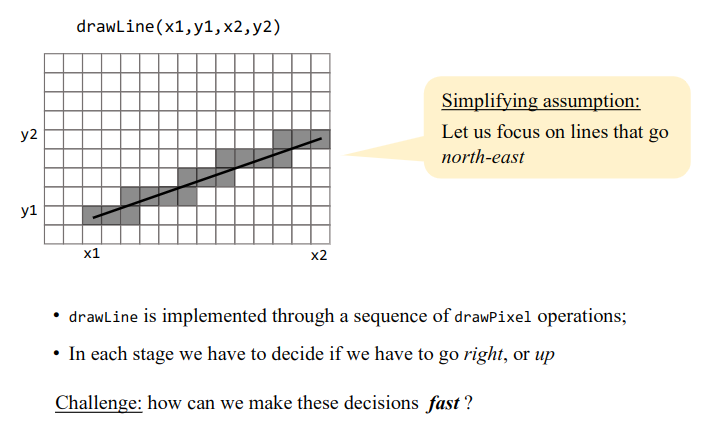 drawLine(x1,y1,x2,y2)
Simplifying assumption:
Let us focus on lines that go
north-east
y2
y1
x1
x2
• drawLine is implemented through a sequence of drawPixel operations;
• In each stage we have to decide if we have to go right, or up
Challenge: how can we make these decisions fast ?